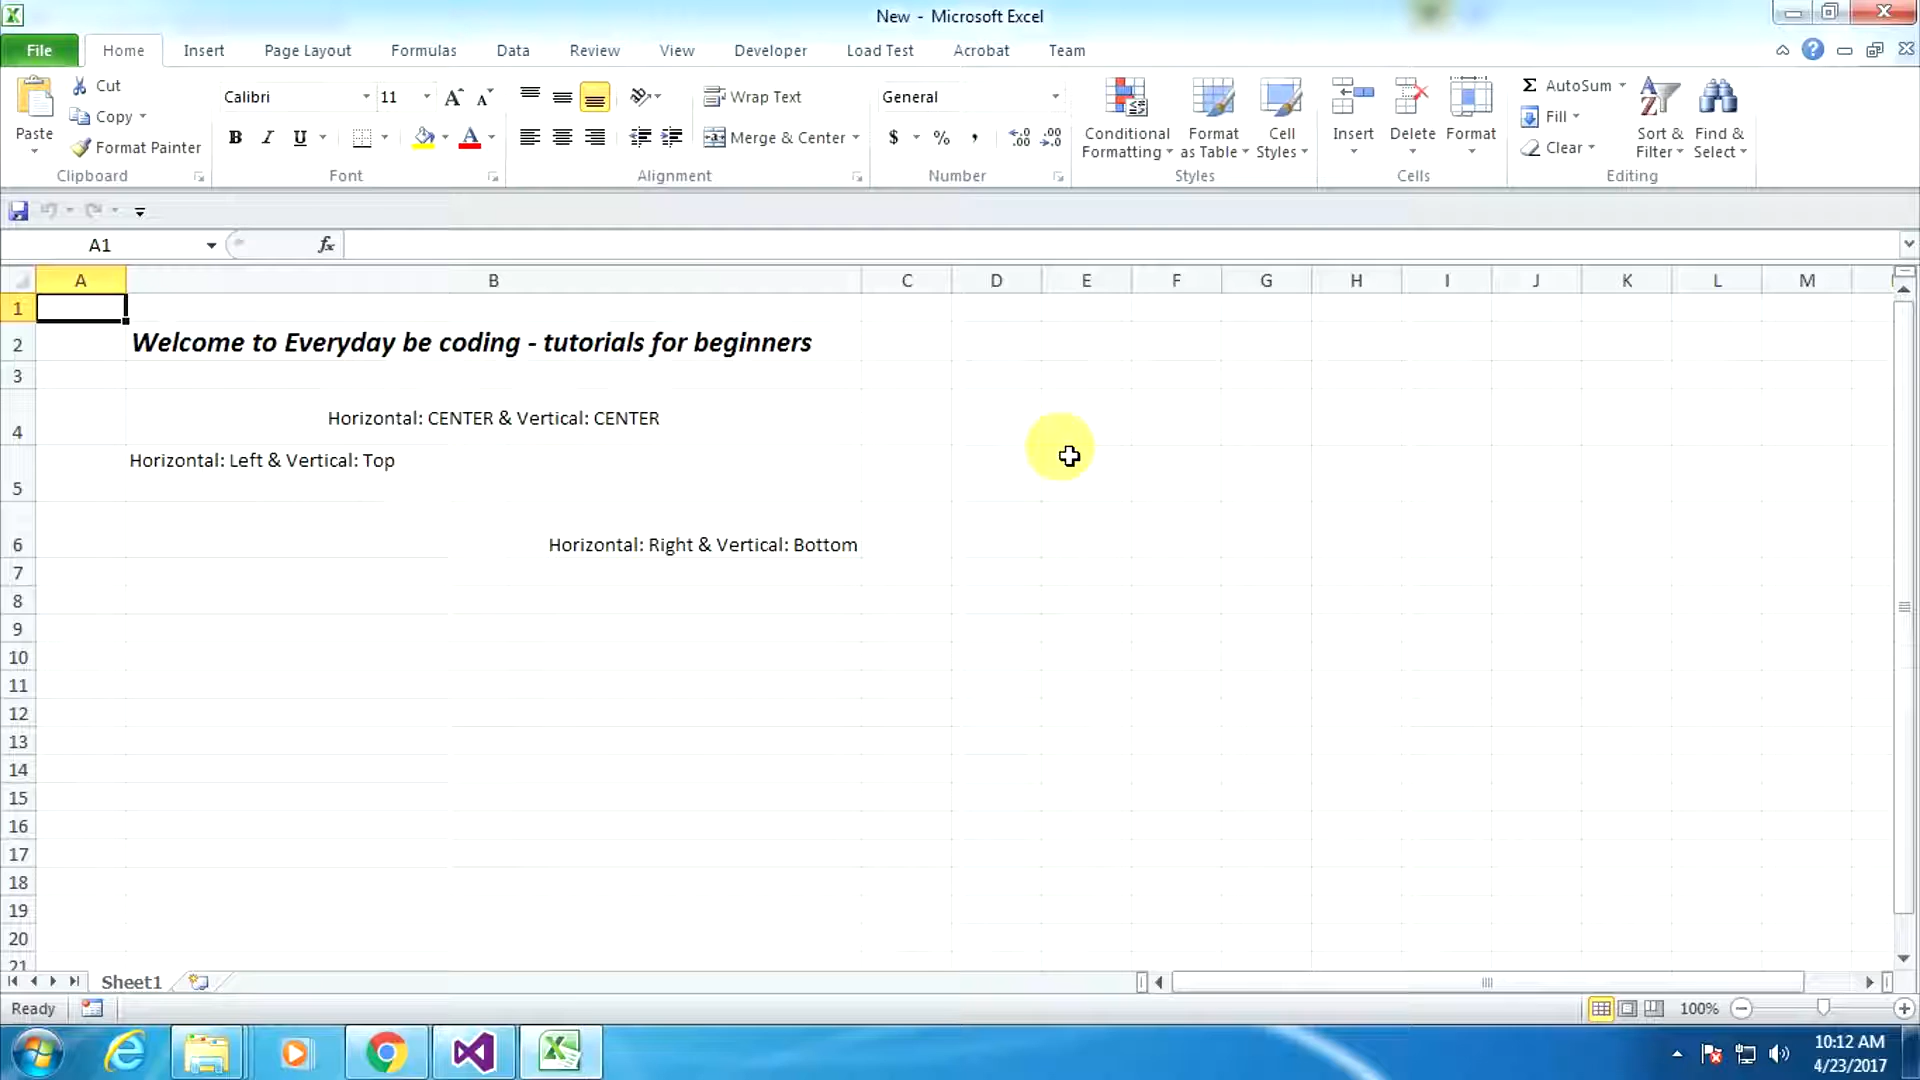 New - Microsoft Excel
File Home Insert Page Layout Formulas Data Review View Developer Load Test Acrobat Team
Cut
Copy
Format Painter
Paste
Clipboard
Calibri 11
B I U
Font
Wrap Text
Merge & Center
Alignment
General
$ % ,
Number
Conditional Formatting
Format as Table
Cell Styles
Styles
Insert Delete Format
Cells
AutoSum
Fill
Clear
Sort & Filter
Find & Select
Editing
A1 fx
A B C D E F G H I J K L M
1
2 Welcome to Everyday be coding - tutorials for beginners
3
4 Horizontal: CENTER & Vertical: CENTER
5 Horizontal: Left & Vertical: Top
6 Horizontal: Right & Vertical: Bottom
7
8
9
10
11
12
13
14
15
16
17
18
19
20
21
Sheet1
Ready 100%
10:12 AM
4/23/2017